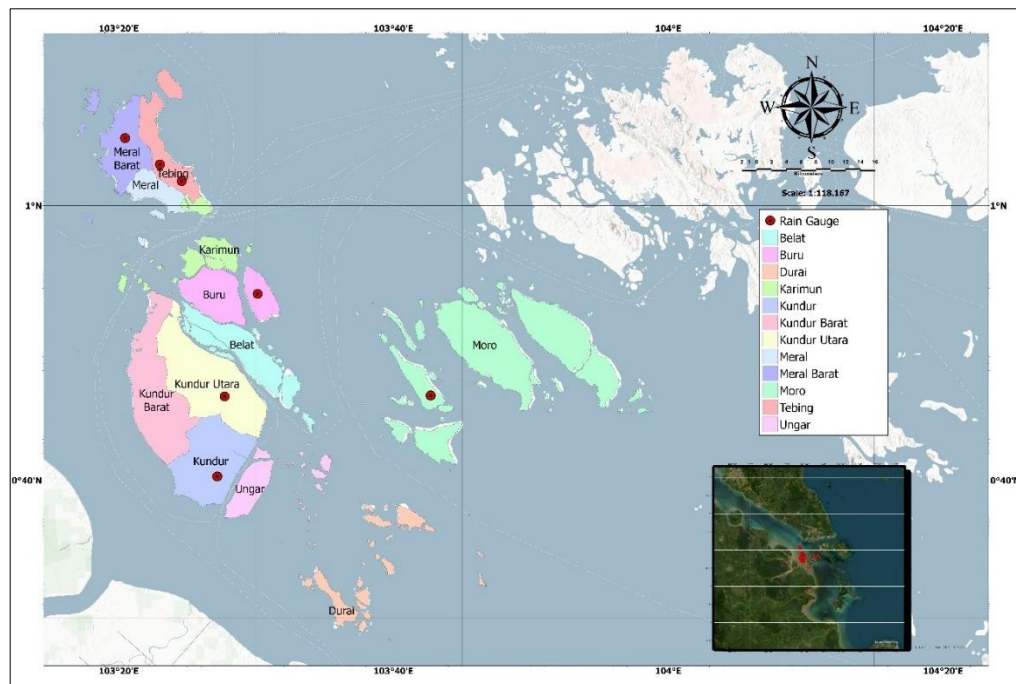 103°20'E 103°40'E 104°E 104°20'E
N
W E
S
Scale: 1:118.167
1°N 1°N
Meral
Barat
Tebing
Meral
Karimun
Buru
Belat
Moro
Kundur Utara
Kundur
Barat
Kundur
Ungar
Durai
Rain Gauge
Belat
Buru
Durai
Karimun
Kundur
Kundur Barat
Kundur Utara
Meral
Meral Barat
Moro
Tebing
Ungar
0°40'N 0°40'N
103°20'E 103°40'E 104°E 104°20'E